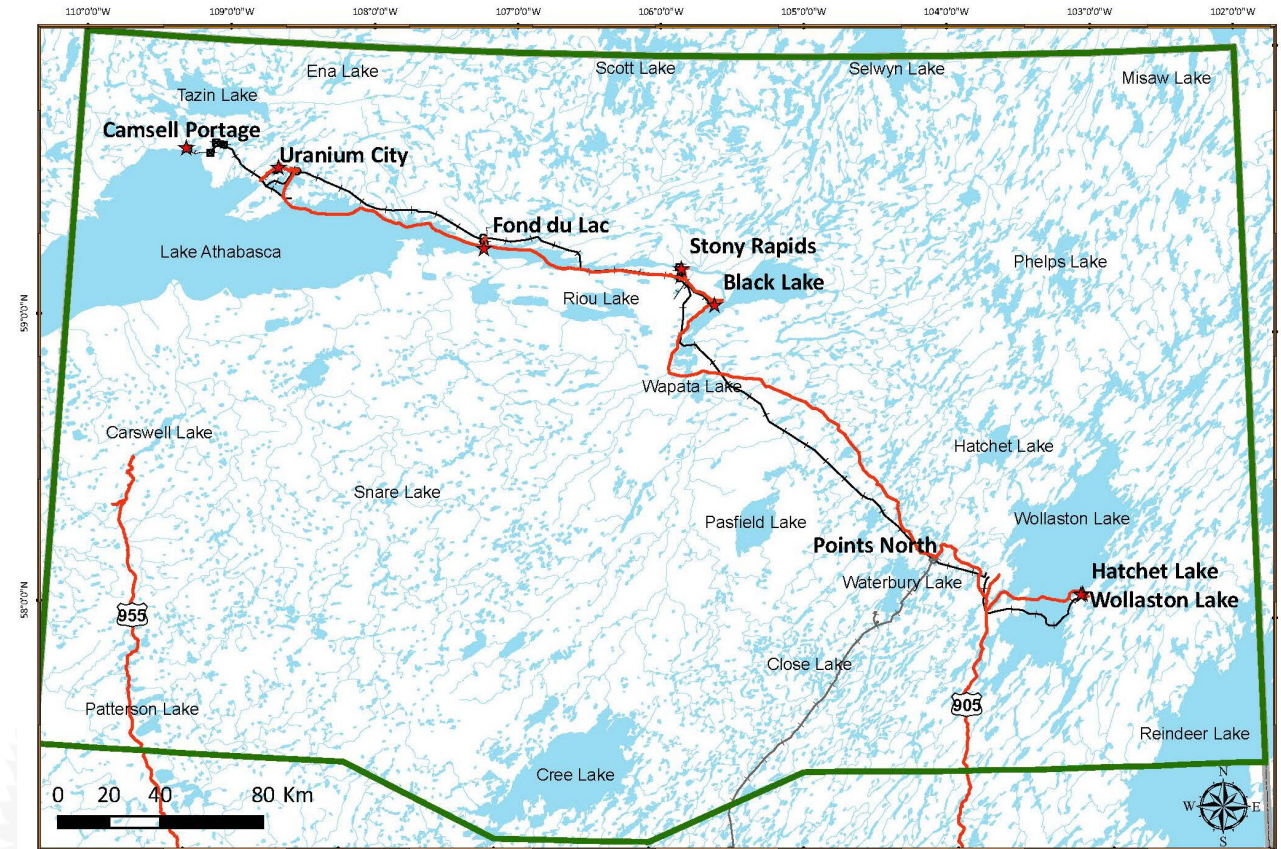 110°0'0"W 109°0'0"W 108°0'0"W 107°0'0"W 106°0'0"W 105°0'0"W 104°0'0"W 103°0'0"W 102°0'0"W
Ena Lake
Scott Lake
Selwyn Lake
Misaw Lake
Tazin Lake
Camsell Portage
Uranium City
Fond du Lac
Stony Rapids
Lake Athabasca
Phelps Lake
Black Lake
Riou Lake
59°0'0"N
Wapata Lake
Carswell Lake
Hatchet Lake
Snare Lake
Pasfield Lake
Wollaston Lake
Points North
Hatchet Lake
Waterbury Lake
Wollaston Lake
58°0'0"N
955
Close Lake
Patterson Lake
905
Reindeer Lake
Cree Lake
0 20 40 80 Km
N
W E
S